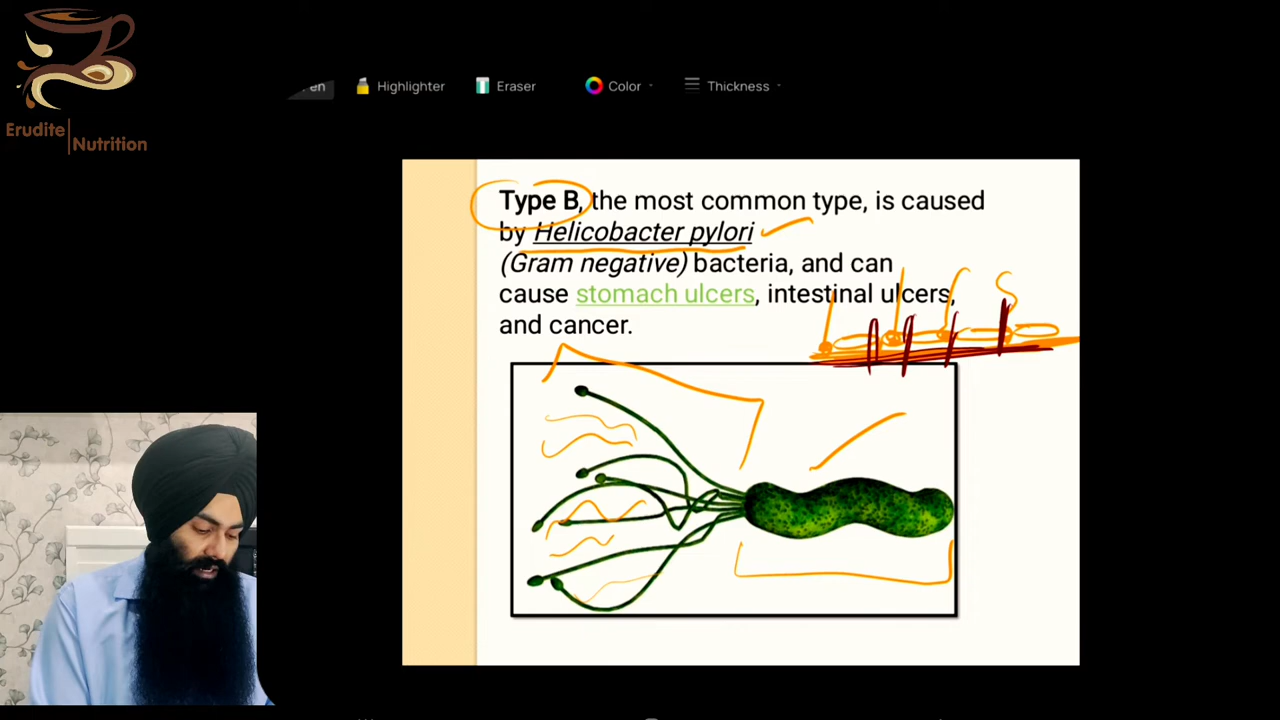 Erudite
Nutrition
en
Highlighter
Eraser
Color
Thickness
Type B, the most common type, is caused
by Helicobacter pylori
(Gram negative) bacteria, and can
cause stomach ulcers, intestinal ulcers,
and cancer.